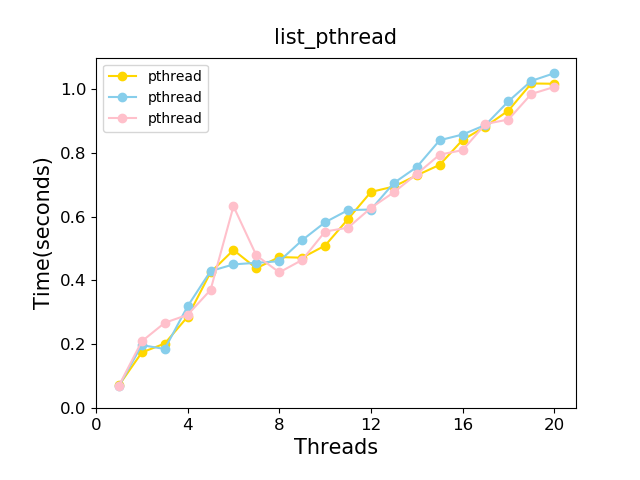 list_pthread
pthread
pthread
pthread
Time(seconds)
1.0
0.8
0.6
0.4
0.2
0.0
0 4 8 12 16 20
Threads